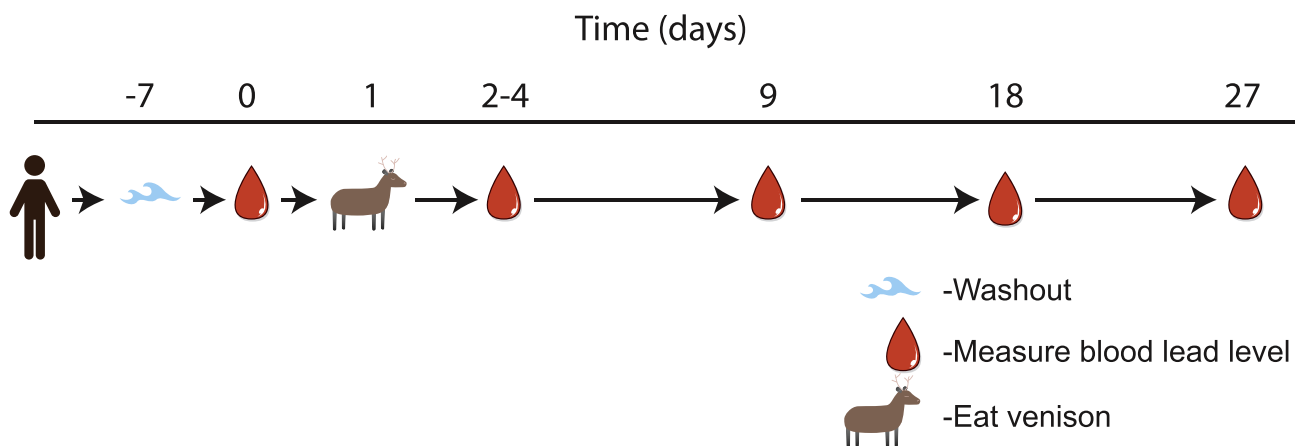 Time (days)
-7 0 1 2-4 9 18 27
-Washout
-Measure blood lead level
-Eat venison